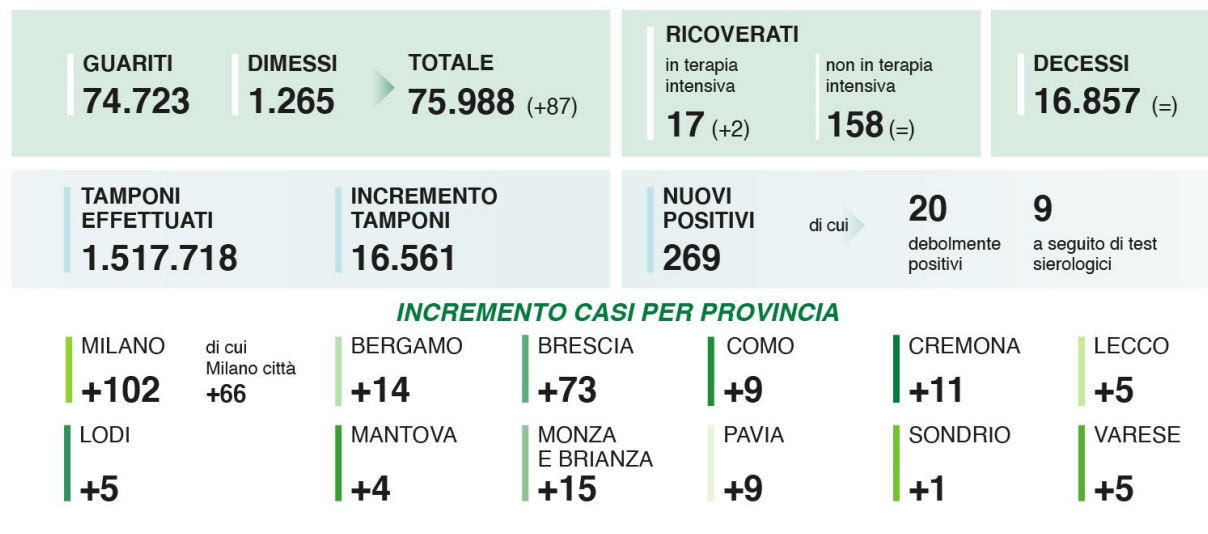 GUARITI
74.723
DIMESSI
1.265
TOTALE
75.988 (+87)
RICOVERATI
in terapia
intensiva
17 (+2)
non in terapia
intensiva
158 (=)
DECESSI
16.857 (=)
TAMPONI
EFFETTUATI
1.517.718
INCREMENTO
TAMPONI
16.561
NUOVI
POSITIVI
269
di cui
20
debolmente
positivi
9
a seguito di test
sierologici
INCREMENTO CASI PER PROVINCIA
MILANO
+102
di cui
Milano città
+66
BERGAMO
+14
BRESCIA
+73
COMO
+9
CREMONA
+11
LECCO
+5
LODI
+5
MANTOVA
+4
MONZA
E BRIANZA
+15
PAVIA
+9
SONDRIO
+1
VARESE
+5